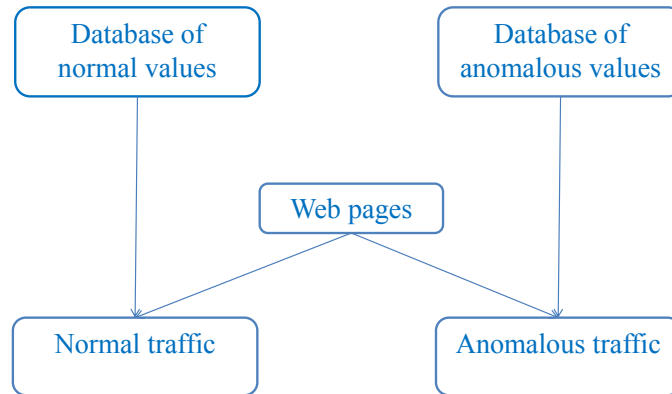 Database of
normal values
Database of
anomalous values
Web pages
Normal traffic
Anomalous traffic